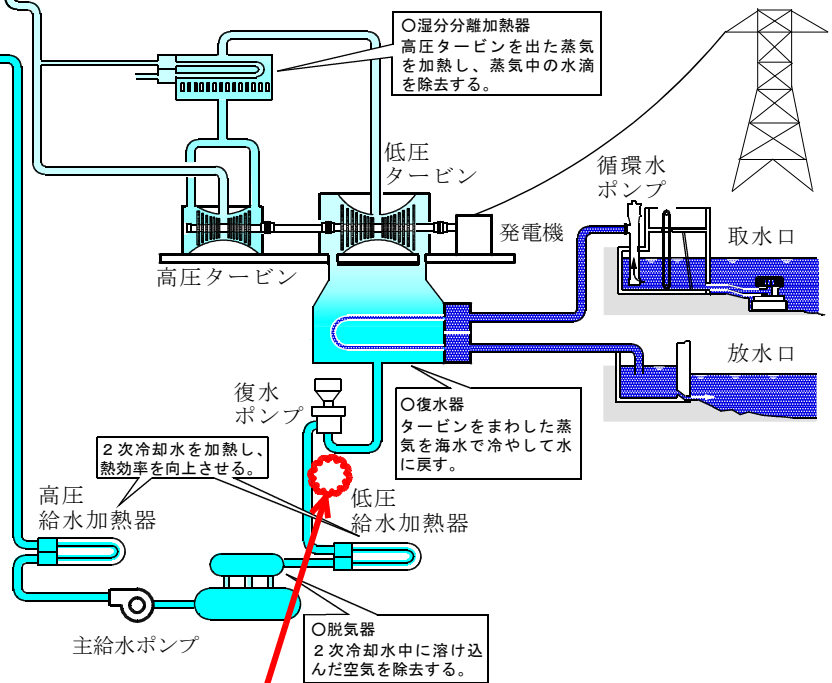 ○湿分分離加熱器
高圧タービンを出た蒸気
を加熱し、蒸気中の水滴
を除去する。
低圧
タービン
循環水
ポンプ
取水口
発電機
高圧タービン
放水口
復水
ポンプ
○復水器
タービンをまわした蒸
気を海水で冷やして水
に戻す。
２次冷却水を加熱し、
熱効率を向上させる。
高圧
給水加熱器
低圧
給水加熱器
○脱気器
２次冷却水中に溶け込
んだ空気を除去する。
主給水ポンプ